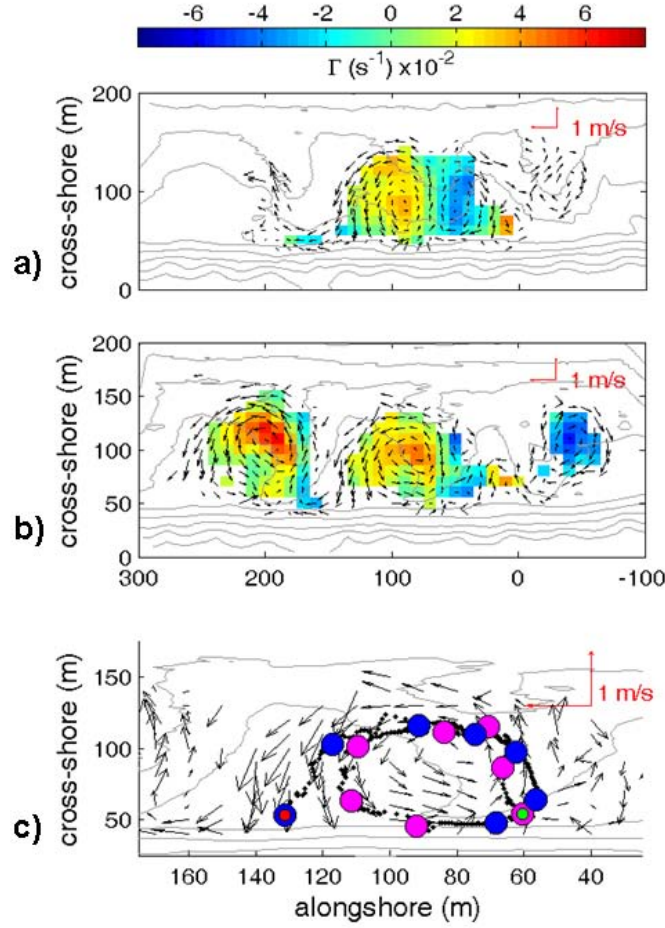 -6 -4 -2 0 2 4 6
Γ (s⁻¹) x10⁻²
200
1 m/s
cross-shore (m)
100
a)
0
200
1 m/s
150
cross-shore (m)
100
50
b)
0
300 200 100 0 -100
150
1 m/s
cross-shore (m)
100
c)
50
160 140 120 100 80 60 40
alongshore (m)